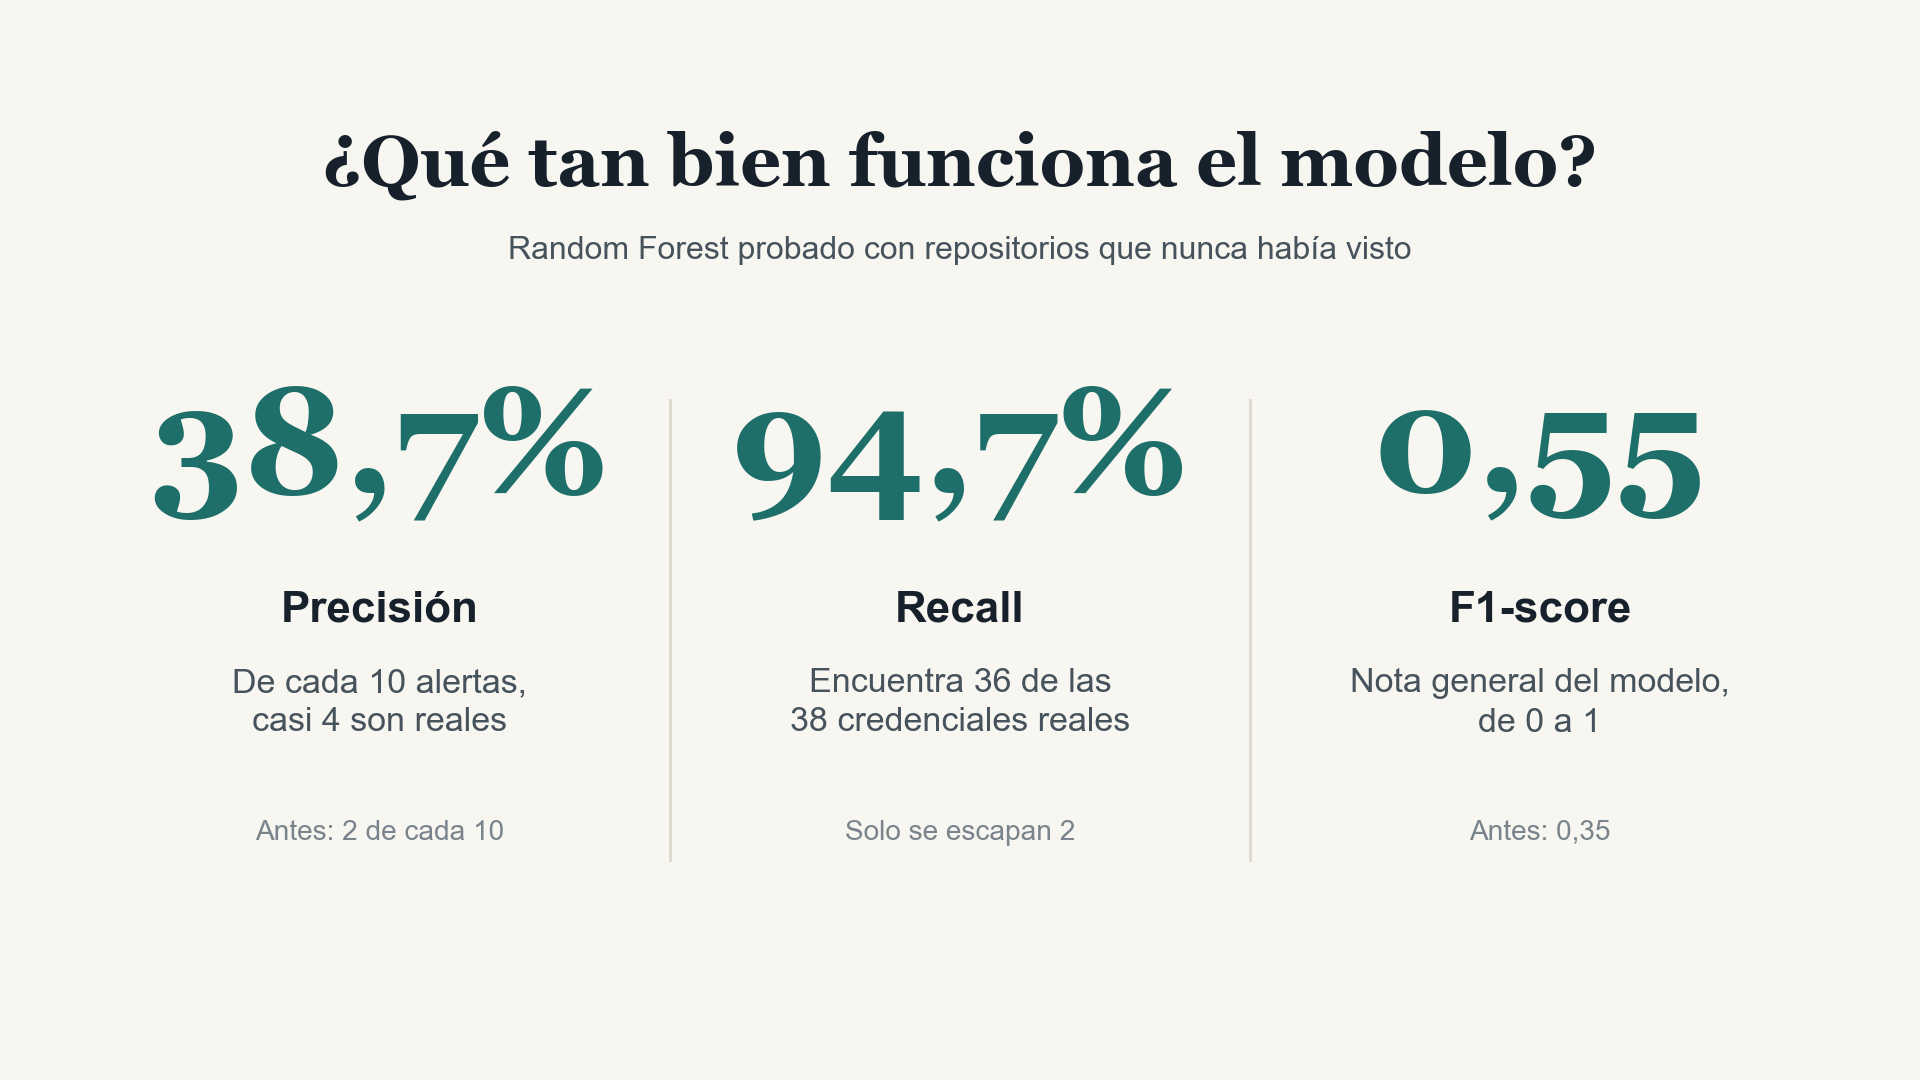 ¿Qué tan bien funciona el modelo?
Random Forest probado con repositorios que nunca había visto
38,7%
Precisión
De cada 10 alertas,
casi 4 son reales
Antes: 2 de cada 10
94,7%
Recall
Encuentra 36 de las
38 credenciales reales
Solo se escapan 2
0,55
F1-score
Nota general del modelo,
de 0 a 1
Antes: 0,35